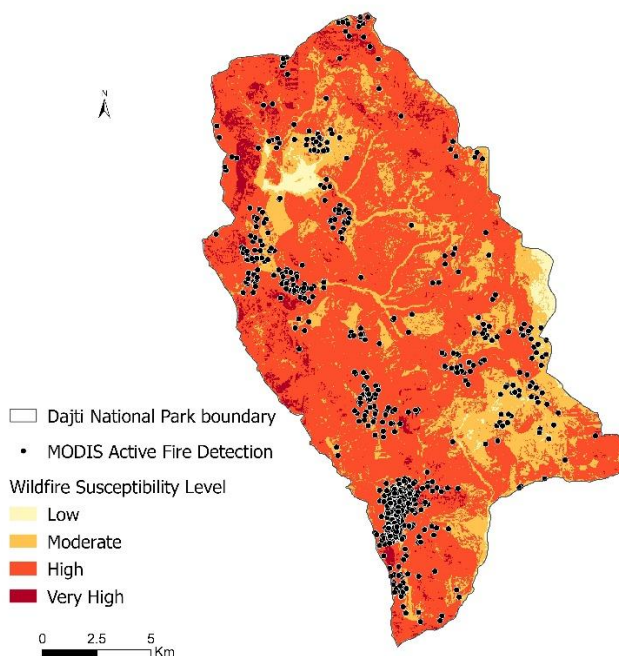 N
Dajti National Park boundary
MODIS Active Fire Detection
Wildfire Susceptibility Level
Low
Moderate
High
Very High
0 2.5 5
Km